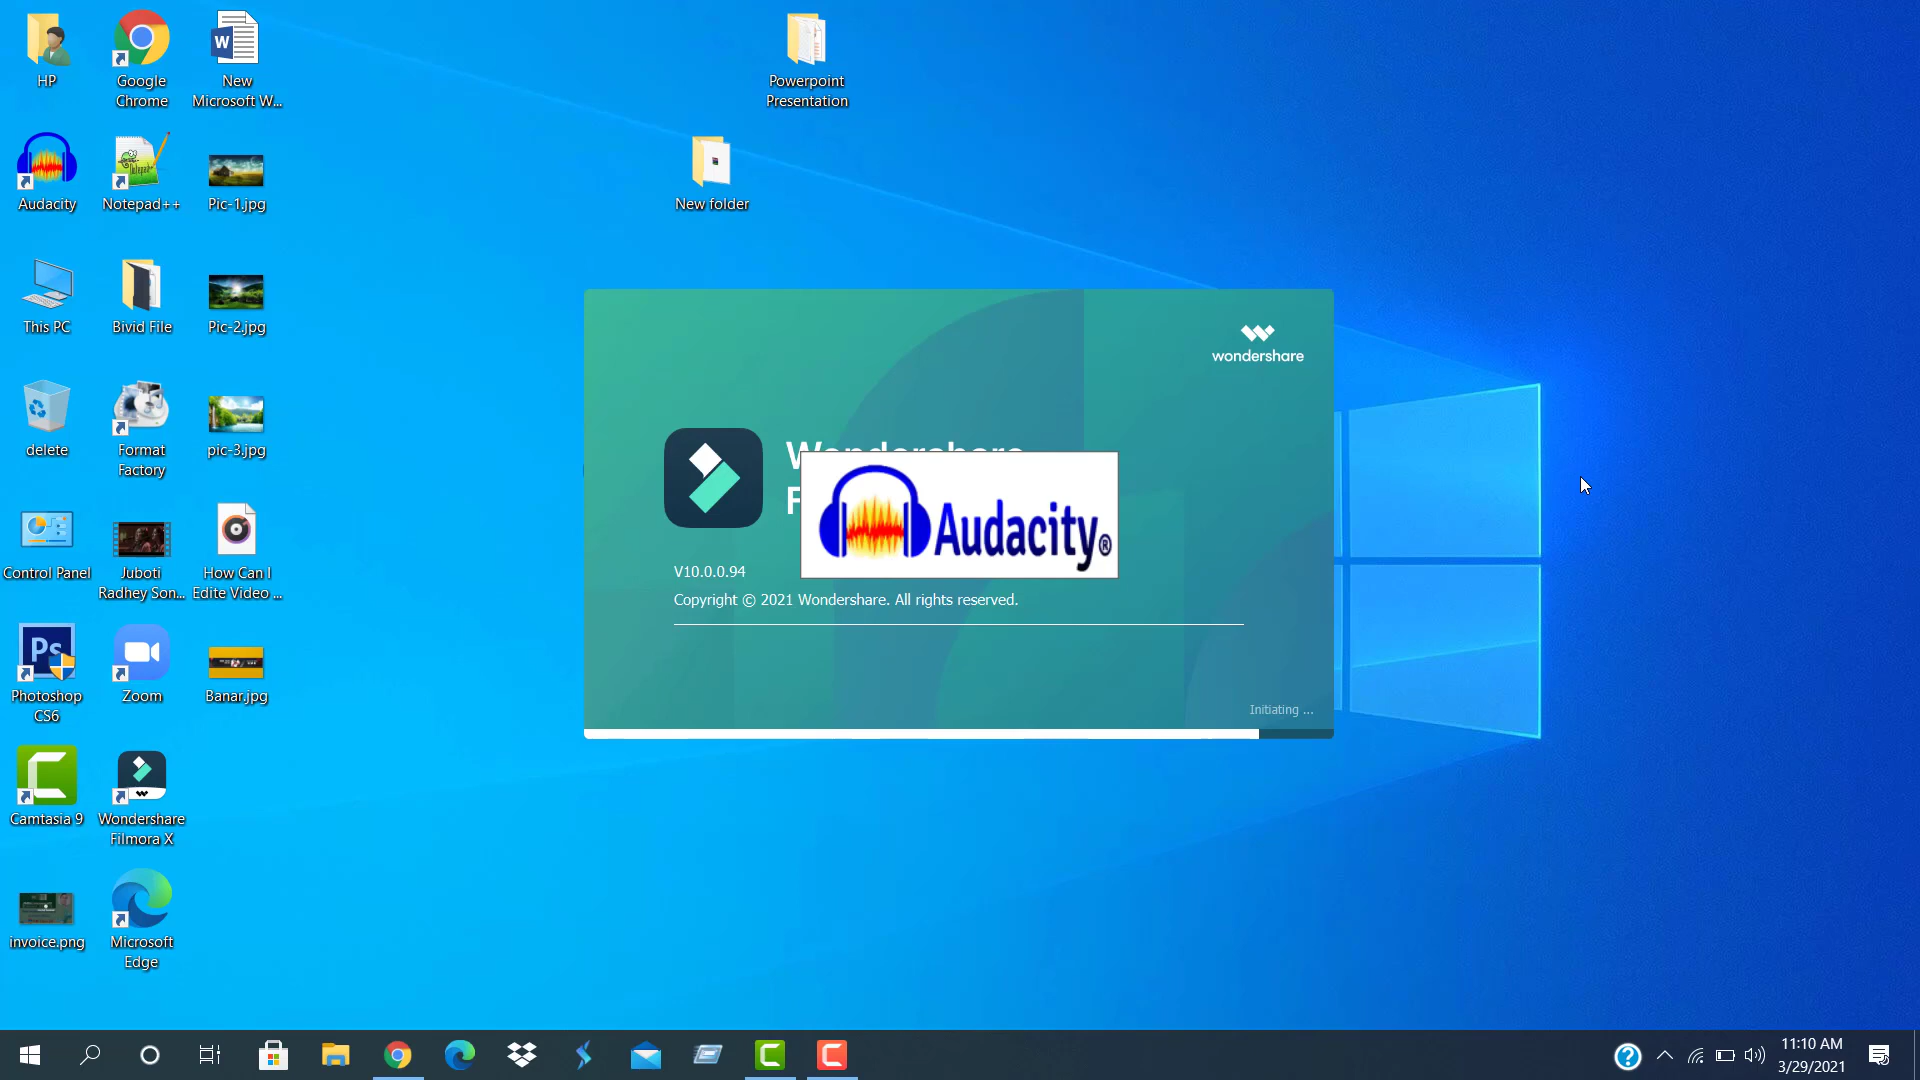 HP
Google
Chrome
New
Microsoft W...
Powerpoint
Presentation
Audacity
Notepad++
Pic-1.jpg
New folder
This PC
Bivid File
Pic-2.jpg
delete
Format
Factory
pic-3.jpg
Control Panel
Juboti
Radhey Son...
How Can I
Edite Video ...
Photoshop
CS6
Zoom
Banar.jpg
Camtasia 9
Wondershare
Filmora X
invoice.png
Microsoft
Edge
wondershare
Wondershare
Audacity®
V10.0.0.94
Copyright © 2021 Wondershare. All rights reserved.
Initiating ...
11:10 AM
3/29/2021